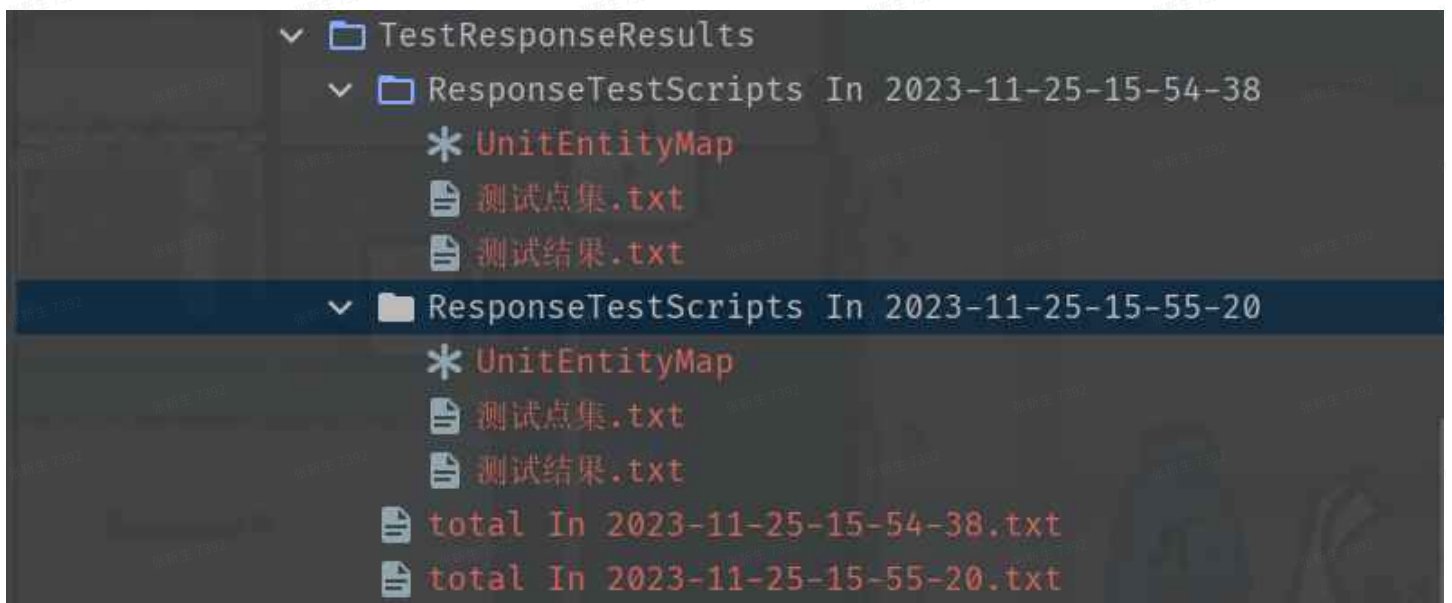 TestResponseResults
ResponseTestScripts In 2023-11-25-15-54-38
UnitEntityMap
测试点集.txt
测试结果.txt
ResponseTestScripts In 2023-11-25-15-55-20
UnitEntityMap
测试点集.txt
测试结果.txt
total In 2023-11-25-15-54-38.txt
total In 2023-11-25-15-55-20.txt